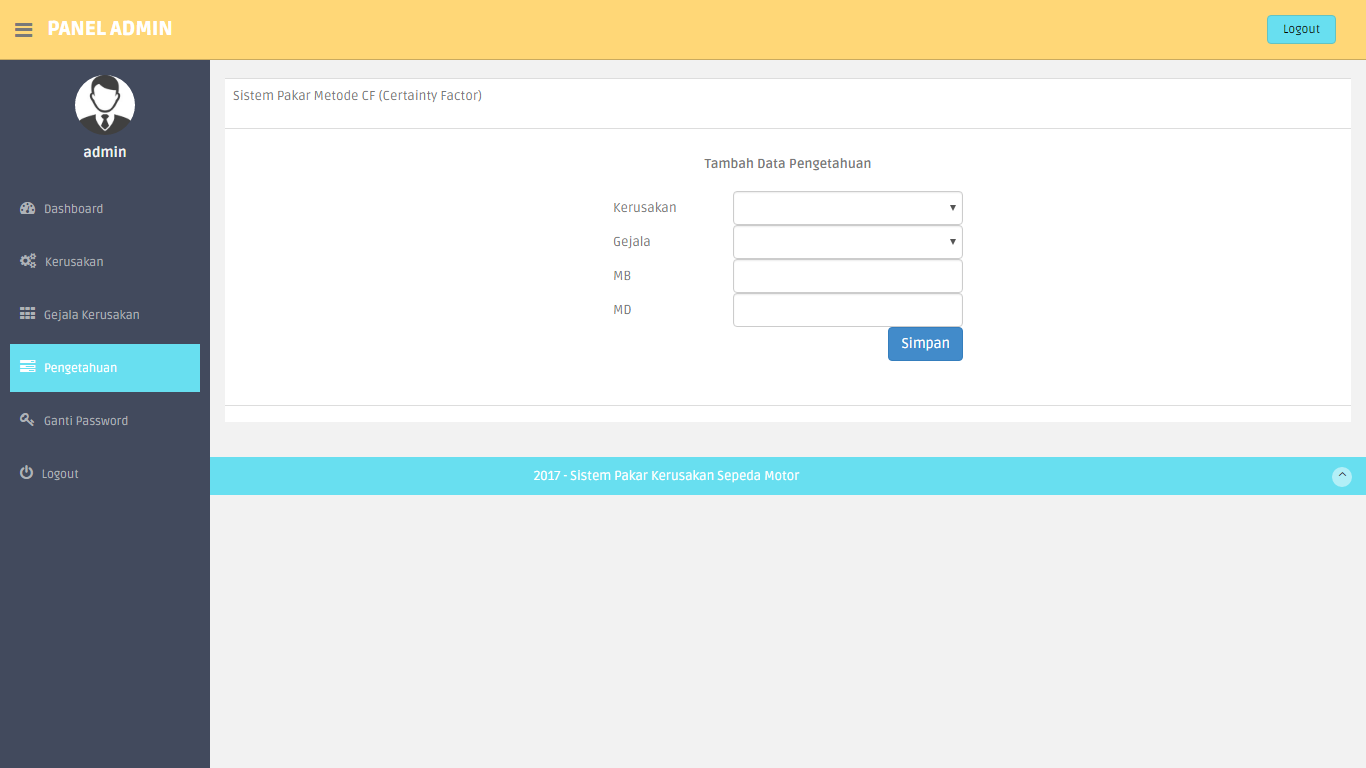 PANEL ADMIN
Logout
admin
Dashboard
Kerusakan
Gejala Kerusakan
Pengetahuan
Ganti Password
Logout
Sistem Pakar Metode CF (Certainty Factor)
Tambah Data Pengetahuan
Kerusakan
Gejala
MB
MD
Simpan
2017 - Sistem Pakar Kerusakan Sepeda Motor